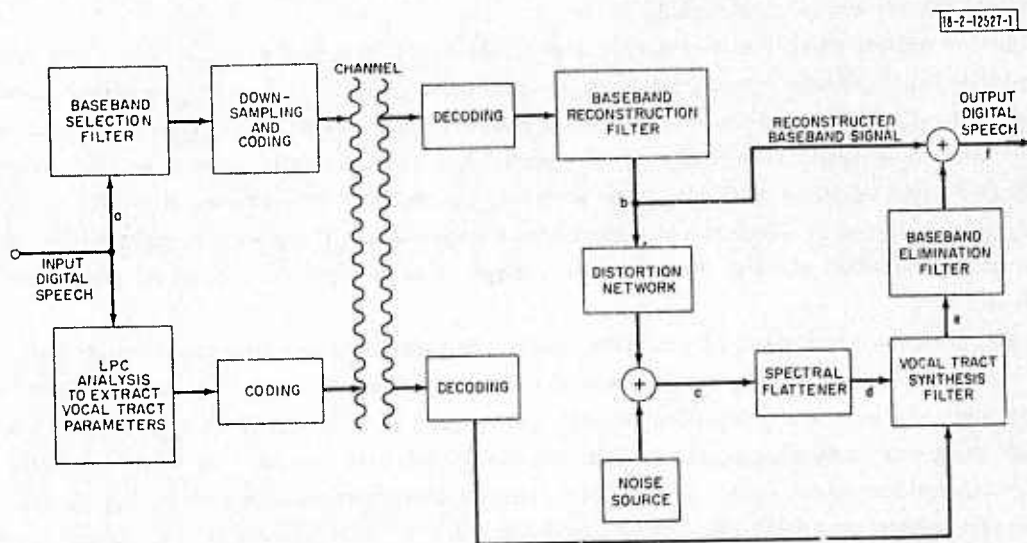 18-2-12527-1
BASEBAND
SELECTION
FILTER
DOWN-
SAMPLING
AND
CODING
CHANNEL
DECODING
BASEBAND
RECONSTRUCTION
FILTER
RECONSTRUCTED
BASEBAND SIGNAL
+
OUTPUT
DIGITAL
SPEECH
f
a
b
INPUT
DIGITAL
SPEECH
DISTORTION
NETWORK
BASEBAND
ELIMINATION
FILTER
e
LPC
ANALYSIS
TO EXTRACT
VOCAL TRACT
PARAMETERS
CODING
DECODING
+
c
SPECTRAL
FLATTENER
d
VOCAL TRACT
SYNTHESIS
FILTER
NOISE
SOURCE